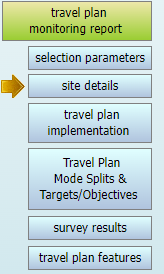 travel plan
monitoring report
selection parameters
site details
travel plan
implementation
Travel Plan
Mode Splits &
Targets/Objectives
survey results
travel plan features